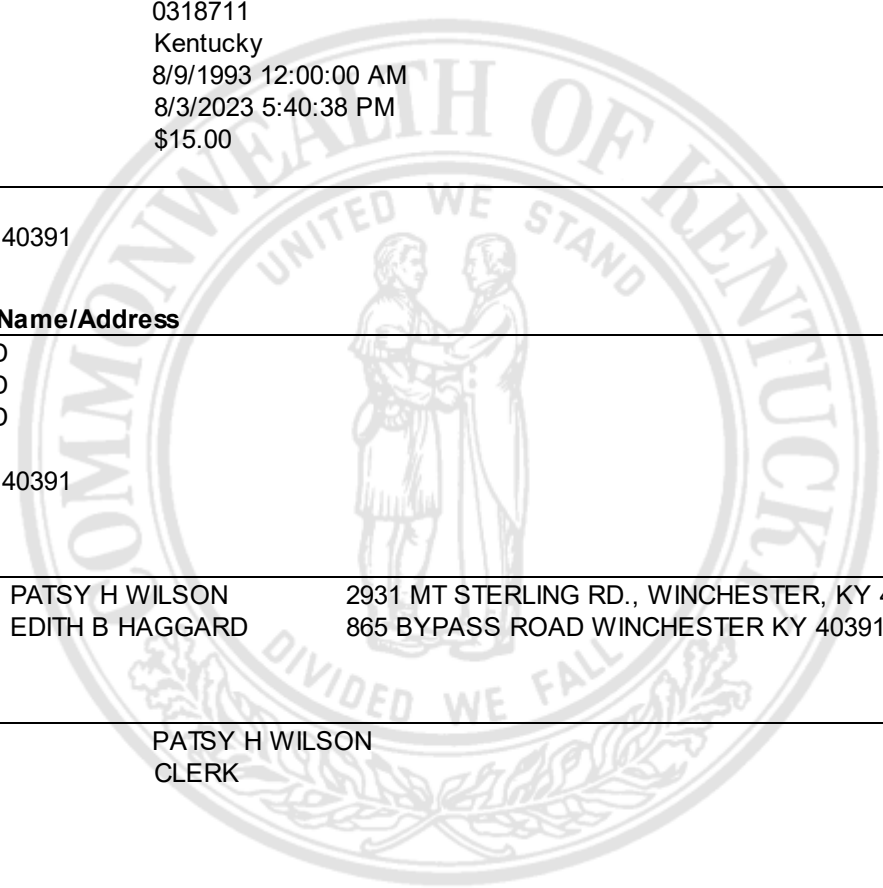 0318711
Kentucky
8/9/1993 12:00:00 AM
8/3/2023 5:40:38 PM
$15.00
40391
Name/Address
D
D
D
40391
PATSY H WILSON 2931 MT STERLING RD., WINCHESTER, KY 4
EDITH B HAGGARD 865 BYPASS ROAD WINCHESTER KY 40391
PATSY H WILSON
CLERK
COMMONWEALTH OF KENTUCKY
UNITED WE STAND
DIVIDED WE FALL